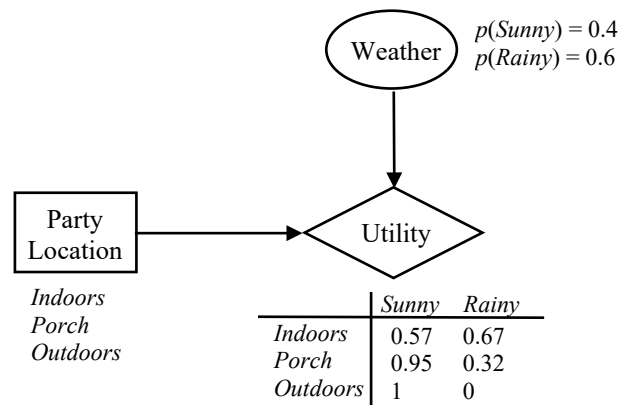 Weather
p(Sunny) = 0.4
p(Rainy) = 0.6
Party
Location
Utility
Indoors
Porch
Outdoors
Sunny Rainy
Indoors 0.57 0.67
Porch 0.95 0.32
Outdoors 1 0